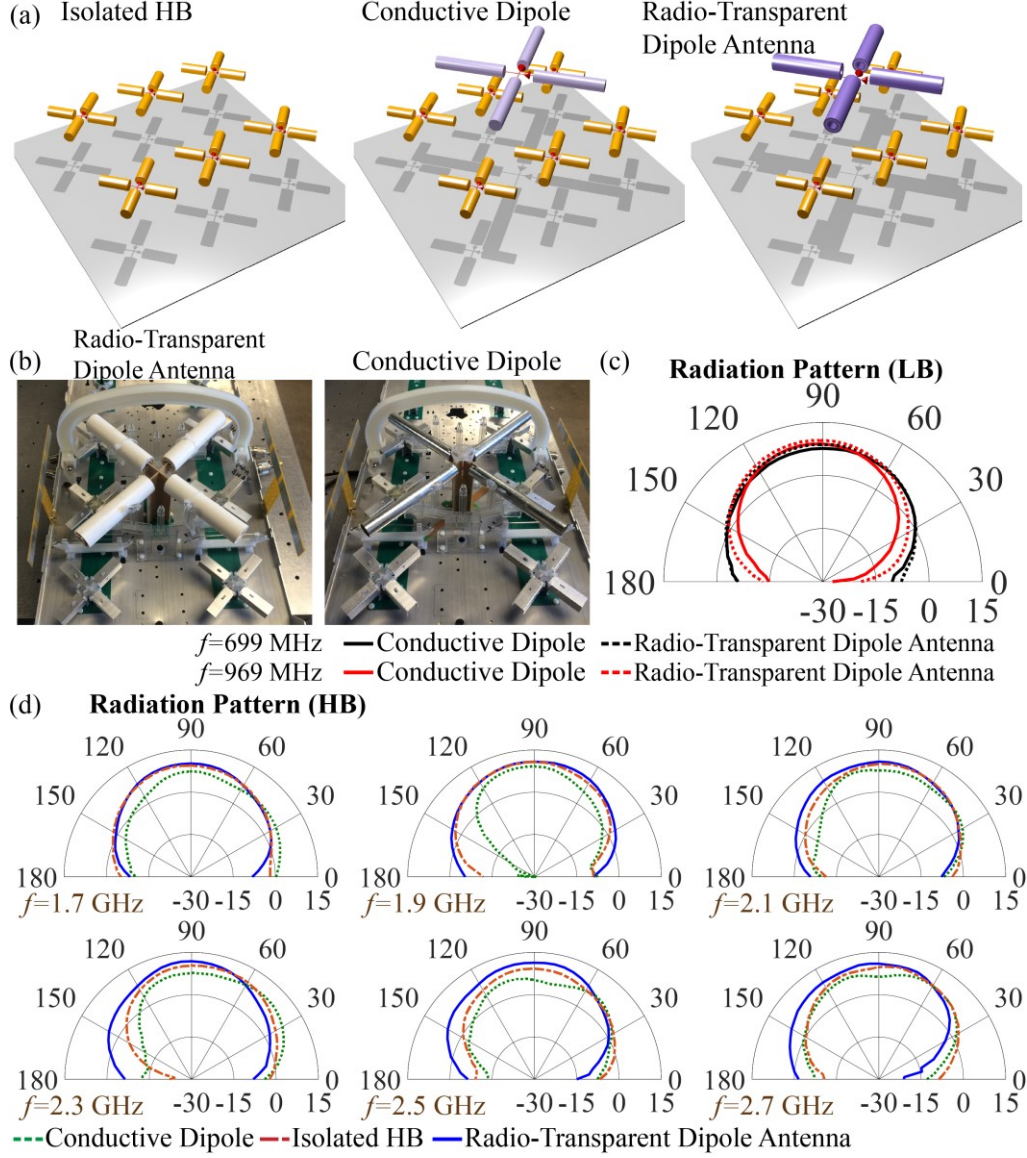 (a) Isolated HB Conductive Dipole Radio-Transparent
Dipole Antenna
(b) Radio-Transparent
Dipole Antenna
Conductive Dipole
(c) Radiation Pattern (LB)
90
120 60
150 30
180 0
-30 -15 0 15
f=699 MHz Conductive Dipole Radio-Transparent Dipole Antenna
f=969 MHz Conductive Dipole Radio-Transparent Dipole Antenna
(d) Radiation Pattern (HB)
90 90 90
120 60 120 60 120 60
150 30 150 30 150 30
180 0 180 0 180 0
f=1.7 GHz -30 -15 0 15 f=1.9 GHz -30 -15 0 15 f=2.1 GHz -30 -15 0 15
90 90 90
120 60 120 60 120 60
150 30 150 30 150 30
180 0 180 0 180 0
f=2.3 GHz -30 -15 0 15 f=2.5 GHz -30 -15 0 15 f=2.7 GHz -30 -15 0 15
Conductive Dipole Isolated HB Radio-Transparent Dipole Antenna